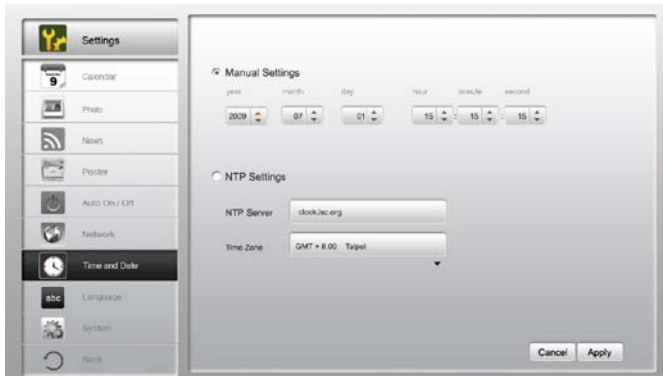 Settings
9
Calendar
Photo
News
Poster
Auto On / Off
Network
Time and Date
abc
Language
System
Back
Manual Settings
year month day hour minute second
2009 07 01 15 : 15 : 15
NTP Settings
NTP Server clock.isc.org
Time Zone GMT + 8:00 Taipei
Cancel Apply